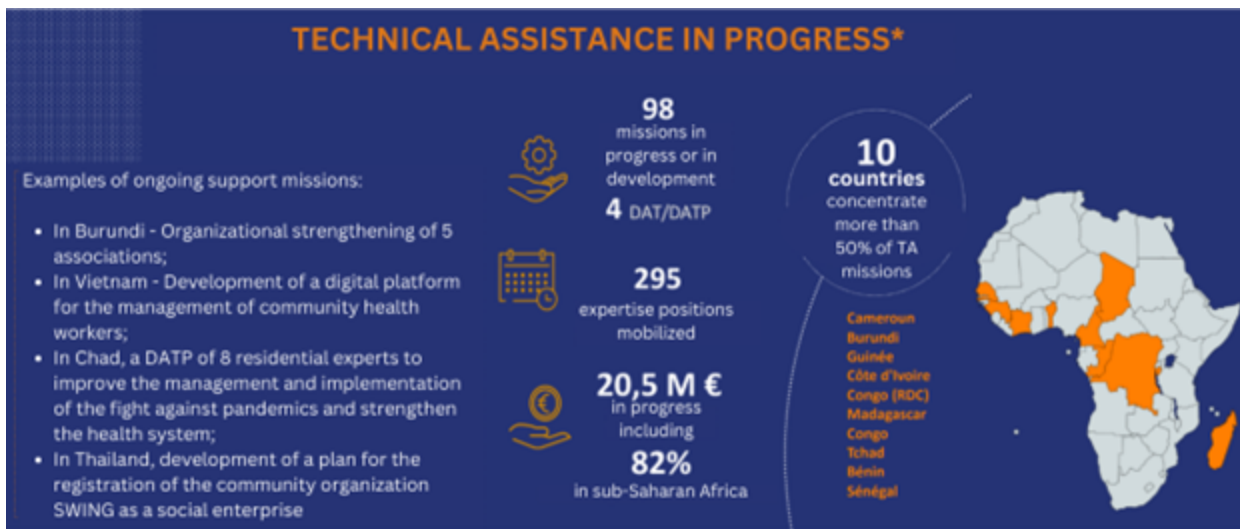 TECHNICAL ASSISTANCE IN PROGRESS*
Examples of ongoing support missions:
• In Burundi - Organizational strengthening of 5
associations;
• In Vietnam - Development of a digital platform
for the management of community health
workers;
• In Chad, a DATP of 8 residential experts to
improve the management and implementation
of the fight against pandemics and strengthen
the health system;
• In Thailand, development of a plan for the
registration of the community organization
SWING as a social enterprise
98
missions in
progress or in
development
4 DAT/DATP
295
expertise positions
mobilized
20,5 M €
in progress
including
82%
in sub-Saharan Africa
10
countries
concentrate
more than
50% of TA
missions
Cameroun
Burundi
Guinée
Côte d'Ivoire
Congo (RDC)
Madagascar
Congo
Tchad
Bénin
Sénégal